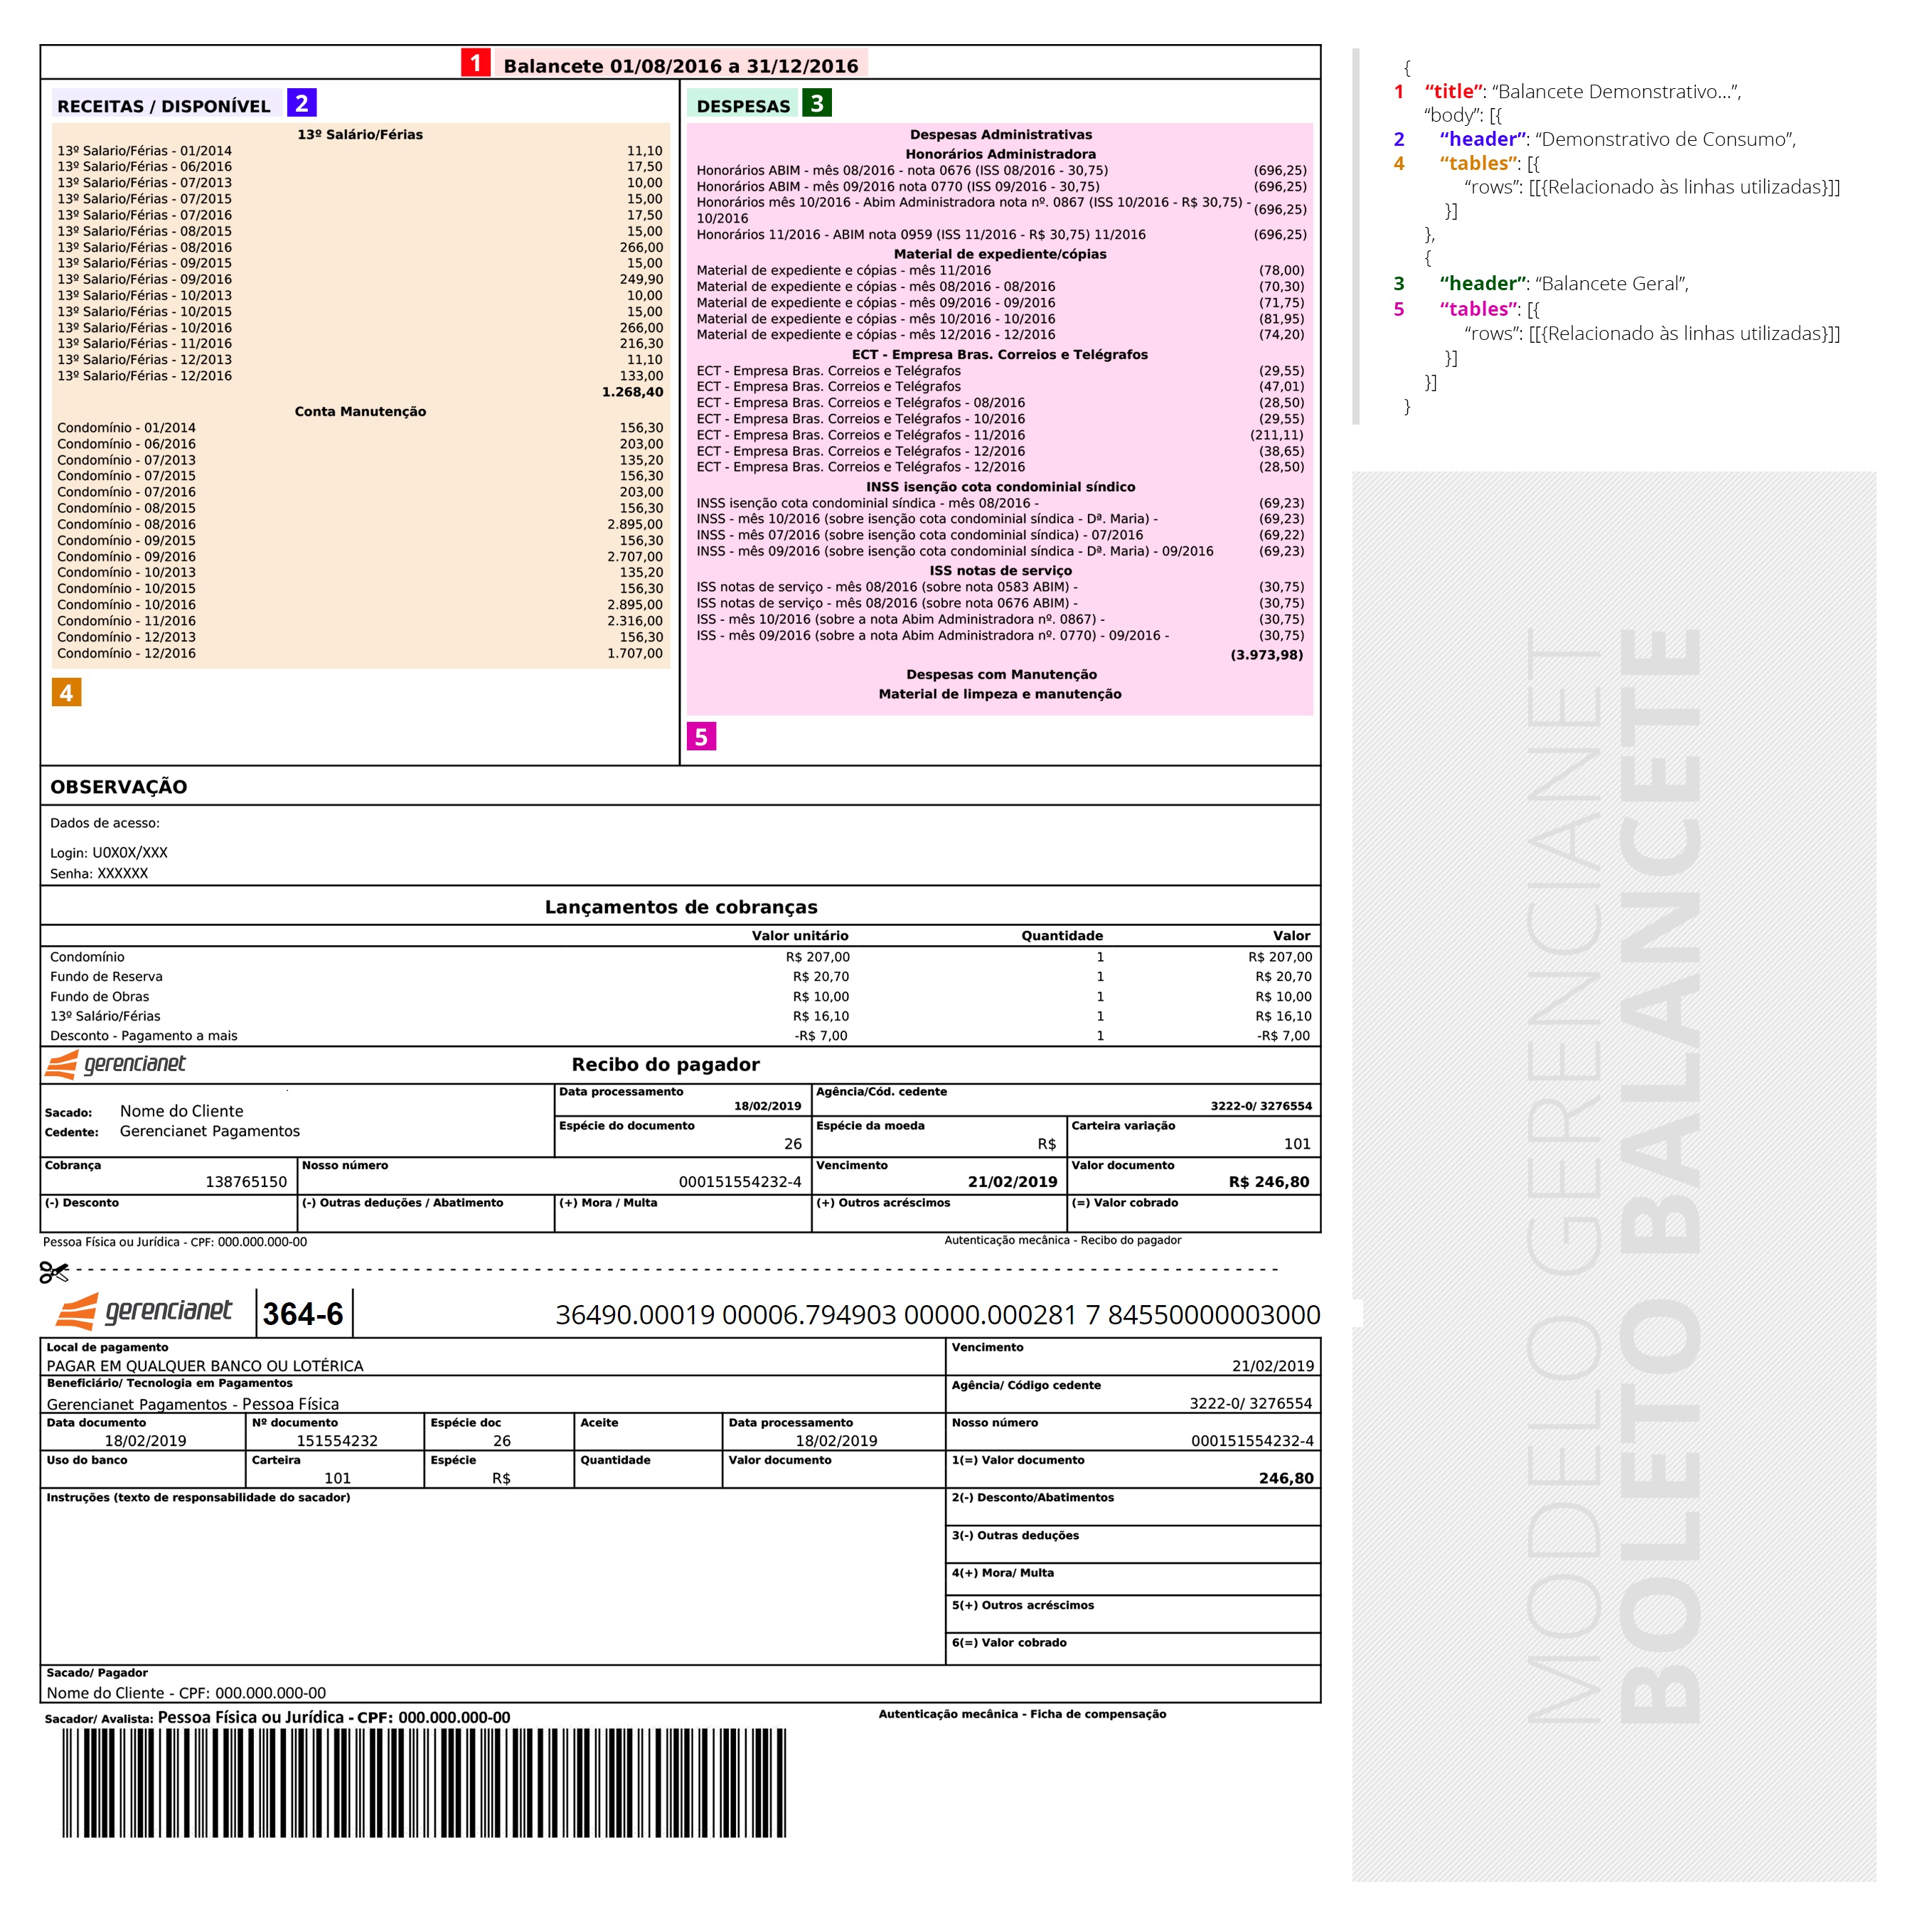 1 Balancete 01/08/2016 a 31/12/2016
RECEITAS / DISPONÍVEL 2
13º Salário/Férias
13º Salario/Férias - 01/2014 11,10
13º Salario/Férias - 06/2016 17,50
13º Salario/Férias - 07/2013 10,00
13º Salario/Férias - 07/2015 15,00
13º Salario/Férias - 07/2016 17,50
13º Salario/Férias - 08/2015 15,00
13º Salario/Férias - 08/2016 266,00
13º Salario/Férias - 09/2015 15,00
13º Salario/Férias - 09/2016 249,90
13º Salario/Férias - 10/2013 10,00
13º Salario/Férias - 10/2015 15,00
13º Salario/Férias - 10/2016 266,00
13º Salario/Férias - 11/2016 216,30
13º Salario/Férias - 12/2013 11,10
13º Salario/Férias - 12/2016 133,00
1.268,40
Conta Manutenção
Condomínio - 01/2014 156,30
Condomínio - 06/2016 203,00
Condomínio - 07/2013 135,20
Condomínio - 07/2015 156,30
Condomínio - 07/2016 203,00
Condomínio - 08/2015 156,30
Condomínio - 08/2016 2.895,00
Condomínio - 09/2015 156,30
Condomínio - 09/2016 2.707,00
Condomínio - 10/2013 135,20
Condomínio - 10/2015 156,30
Condomínio - 10/2016 2.895,00
Condomínio - 11/2016 2.316,00
Condomínio - 12/2013 156,30
Condomínio - 12/2016 1.707,00
4
DESPESAS 3
Despesas Administrativas
Honorários Administradora
Honorários ABIM - mês 08/2016 - nota 0676 (ISS 08/2016 - 30,75) (696,25)
Honorários ABIM - mês 09/2016 nota 0770 (ISS 09/2016 - 30,75) (696,25)
Honorários mês 10/2016 - Abim Administradora nota nº. 0867 (ISS 10/2016 - R$ 30,75) - (696,25)
10/2016
Honorários 11/2016 - ABIM nota 0959 (ISS 11/2016 - R$ 30,75) 11/2016 (696,25)
Material de expediente/cópias
Material de expediente e cópias - mês 11/2016 (78,00)
Material de expediente e cópias - mês 08/2016 - 08/2016 (70,30)
Material de expediente e cópias - mês 09/2016 - 09/2016 (71,75)
Material de expediente e cópias - mês 10/2016 - 10/2016 (81,95)
Material de expediente e cópias - mês 12/2016 - 12/2016 (74,20)
ECT - Empresa Bras. Correios e Telégrafos
ECT - Empresa Bras. Correios e Telégrafos (29,55)
ECT - Empresa Bras. Correios e Telégrafos (47,01)
ECT - Empresa Bras. Correios e Telégrafos - 08/2016 (28,50)
ECT - Empresa Bras. Correios e Telégrafos - 10/2016 (29,55)
ECT - Empresa Bras. Correios e Telégrafos - 11/2016 (211,11)
ECT - Empresa Bras. Correios e Telégrafos - 12/2016 (38,65)
ECT - Empresa Bras. Correios e Telégrafos - 12/2016 (28,50)
INSS isenção cota condominial síndico
INSS isenção cota condominial síndica - mês 08/2016 - (69,23)
INSS - mês 10/2016 (sobre isenção cota condominial síndica - Dª. Maria) - (69,23)
INSS - mês 07/2016 (sobre isenção cota condominial síndica) - 07/2016 (69,22)
INSS - mês 09/2016 (sobre isenção cota condominial síndica - Dª. Maria) - 09/2016 (69,23)
ISS notas de serviço
ISS notas de serviço - mês 08/2016 (sobre nota 0583 ABIM) - (30,75)
ISS notas de serviço - mês 08/2016 (sobre nota 0676 ABIM) - (30,75)
ISS - mês 10/2016 (sobre a nota Abim Administradora nº. 0867) - (30,75)
ISS - mês 09/2016 (sobre a nota Abim Administradora nº. 0770) - 09/2016 - (30,75)
(3.973,98)
Despesas com Manutenção
Material de limpeza e manutenção
5
OBSERVAÇÃO
Dados de acesso:
Login: U0X0X/XXX
Senha: XXXXXX
Lançamentos de cobranças
Valor unitário Quantidade Valor
Condomínio R$ 207,00 1 R$ 207,00
Fundo de Reserva R$ 20,70 1 R$ 20,70
Fundo de Obras R$ 10,00 1 R$ 10,00
13º Salário/Férias R$ 16,10 1 R$ 16,10
Desconto - Pagamento a mais -R$ 7,00 1 -R$ 7,00
gerencianet Recibo do pagador
Data processamento Agência/Cód. cedente
18/02/2019 3222-0/ 3276554
Sacado: Nome do Cliente
Cedente: Gerencianet Pagamentos
Espécie do documento Espécie da moeda Carteira variação
26 R$ 101
Cobrança Nosso número Vencimento Valor documento
138765150 000151554232-4 21/02/2019 R$ 246,80
(-) Desconto (-) Outras deduções / Abatimento (+) Mora / Multa (+) Outros acréscimos (=) Valor cobrado
Pessoa Física ou Jurídica - CPF: 000.000.000-00 Autenticação mecânica - Recibo do pagador
gerencianet 364-6 36490.00019 00006.794903 00000.000281 7 84550000003000
Local de pagamento Vencimento
PAGAR EM QUALQUER BANCO OU LOTÉRICA 21/02/2019
Beneficiário/ Tecnologia em Pagamentos Agência/ Código cedente
Gerencianet Pagamentos - Pessoa Física 3222-0/ 3276554
Data documento Nº documento Espécie doc Aceite Data processamento Nosso número
18/02/2019 151554232 26 18/02/2019 000151554232-4
Uso do banco Carteira Espécie Quantidade Valor documento 1(=) Valor documento
101 R$ 246,80
Instruções (texto de responsabilidade do sacador) 2(-) Desconto/Abatimentos
3(-) Outras deduções
4(+) Mora/ Multa
5(+) Outros acréscimos
6(=) Valor cobrado
Sacado/ Pagador
Nome do Cliente - CPF: 000.000.000-00
Sacador/ Avalista: Pessoa Física ou Jurídica - CPF: 000.000.000-00 Autenticação mecânica - Ficha de compensação
{
1 “title”: “Balancete Demonstrativo...”,
“body”: [{
2 “header”: “Demonstrativo de Consumo”,
4 “tables”: [{
“rows”: [[{Relacionado às linhas utilizadas}]]
}]
},
{
3 “header”: “Balancete Geral”,
5 “tables”: [{
“rows”: [[{Relacionado às linhas utilizadas}]]
}]
}]
}
MODELO GERENCIANET
BOLETO BALANCETE